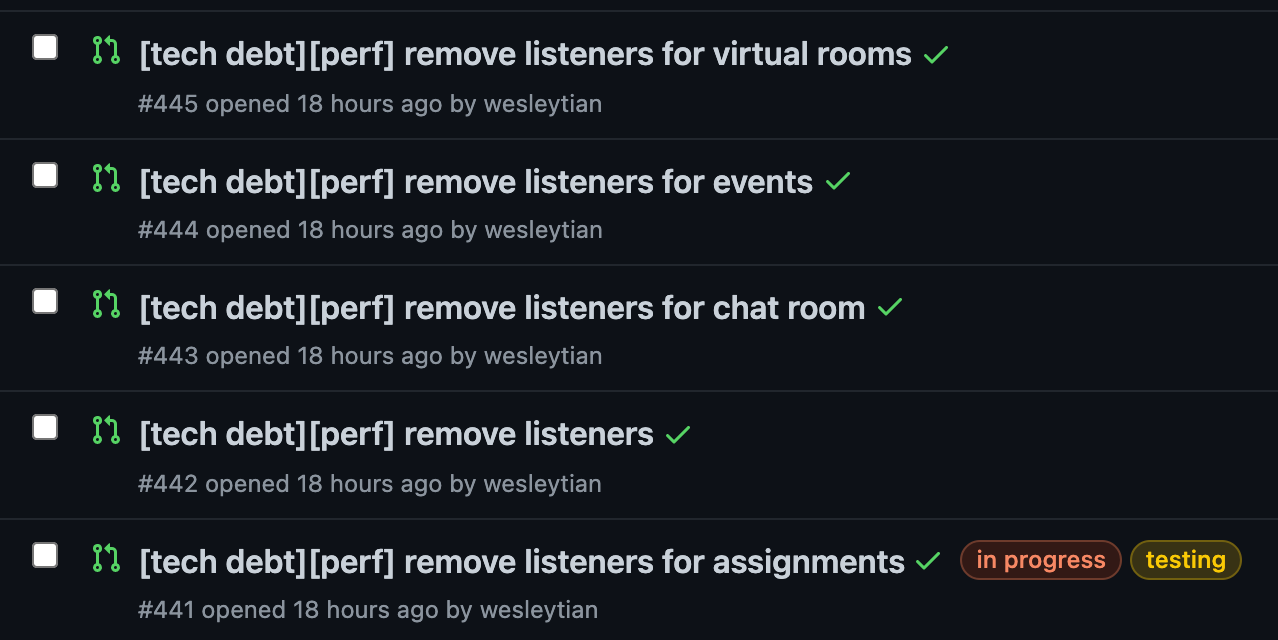 [tech debt][perf] remove listeners for virtual rooms
#445 opened 18 hours ago by wesleytian
[tech debt][perf] remove listeners for events
#444 opened 18 hours ago by wesleytian
[tech debt][perf] remove listeners for chat room
#443 opened 18 hours ago by wesleytian
[tech debt][perf] remove listeners
#442 opened 18 hours ago by wesleytian
[tech debt][perf] remove listeners for assignments in progress testing
#441 opened 18 hours ago by wesleytian